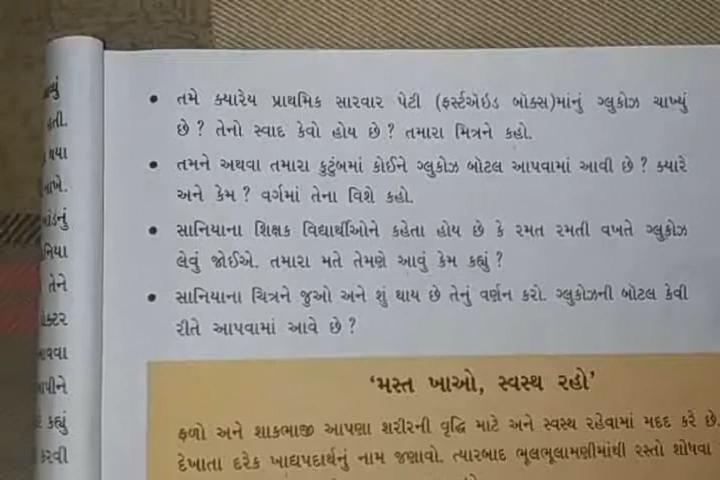 • તમે ક્યારેય પ્રાથમિક સારવાર પેટી (ફર્સ્ટએઇડ બૉક્સ)માંનું ગ્લુકોઝ ચાખ્યું
છે ? તેનો સ્વાદ કેવો હોય છે ? તમારા મિત્રને કહો.
• તમને અથવા તમારા કુટુંબમાં કોઈને ગ્લુકોઝ બોટલ આપવામાં આવી છે ? ક્યારે
અને કેમ ? વર્ગમાં તેના વિશે કહો.
• સાનિયાના શિક્ષક વિદ્યાર્થીઓને કહેતા હોય છે કે રમત રમતી વખતે ગ્લુકોઝ
લેવું જોઈએ. તમારા મતે તેમણે આવું કેમ કહ્યું ?
• સાનિયાના ચિત્રને જુઓ અને શું થાય છે તેનું વર્ણન કરો. ગ્લુકોઝની બોટલ કેવી
રીતે આપવામાં આવે છે ?
‘મસ્ત ખાઓ, સ્વસ્થ રહો’
ફળો અને શાકભાજી આપણા શરીરની વૃદ્ધિ માટે અને સ્વસ્થ રહેવામાં મદદ કરે છે.
દેખાતા દરેક ખાદ્યપદાર્થનું નામ જણાવો. ત્યારબાદ ભૂલભૂલામણીમાંથી રસ્તો શોધવા
તેને
કહ્યું